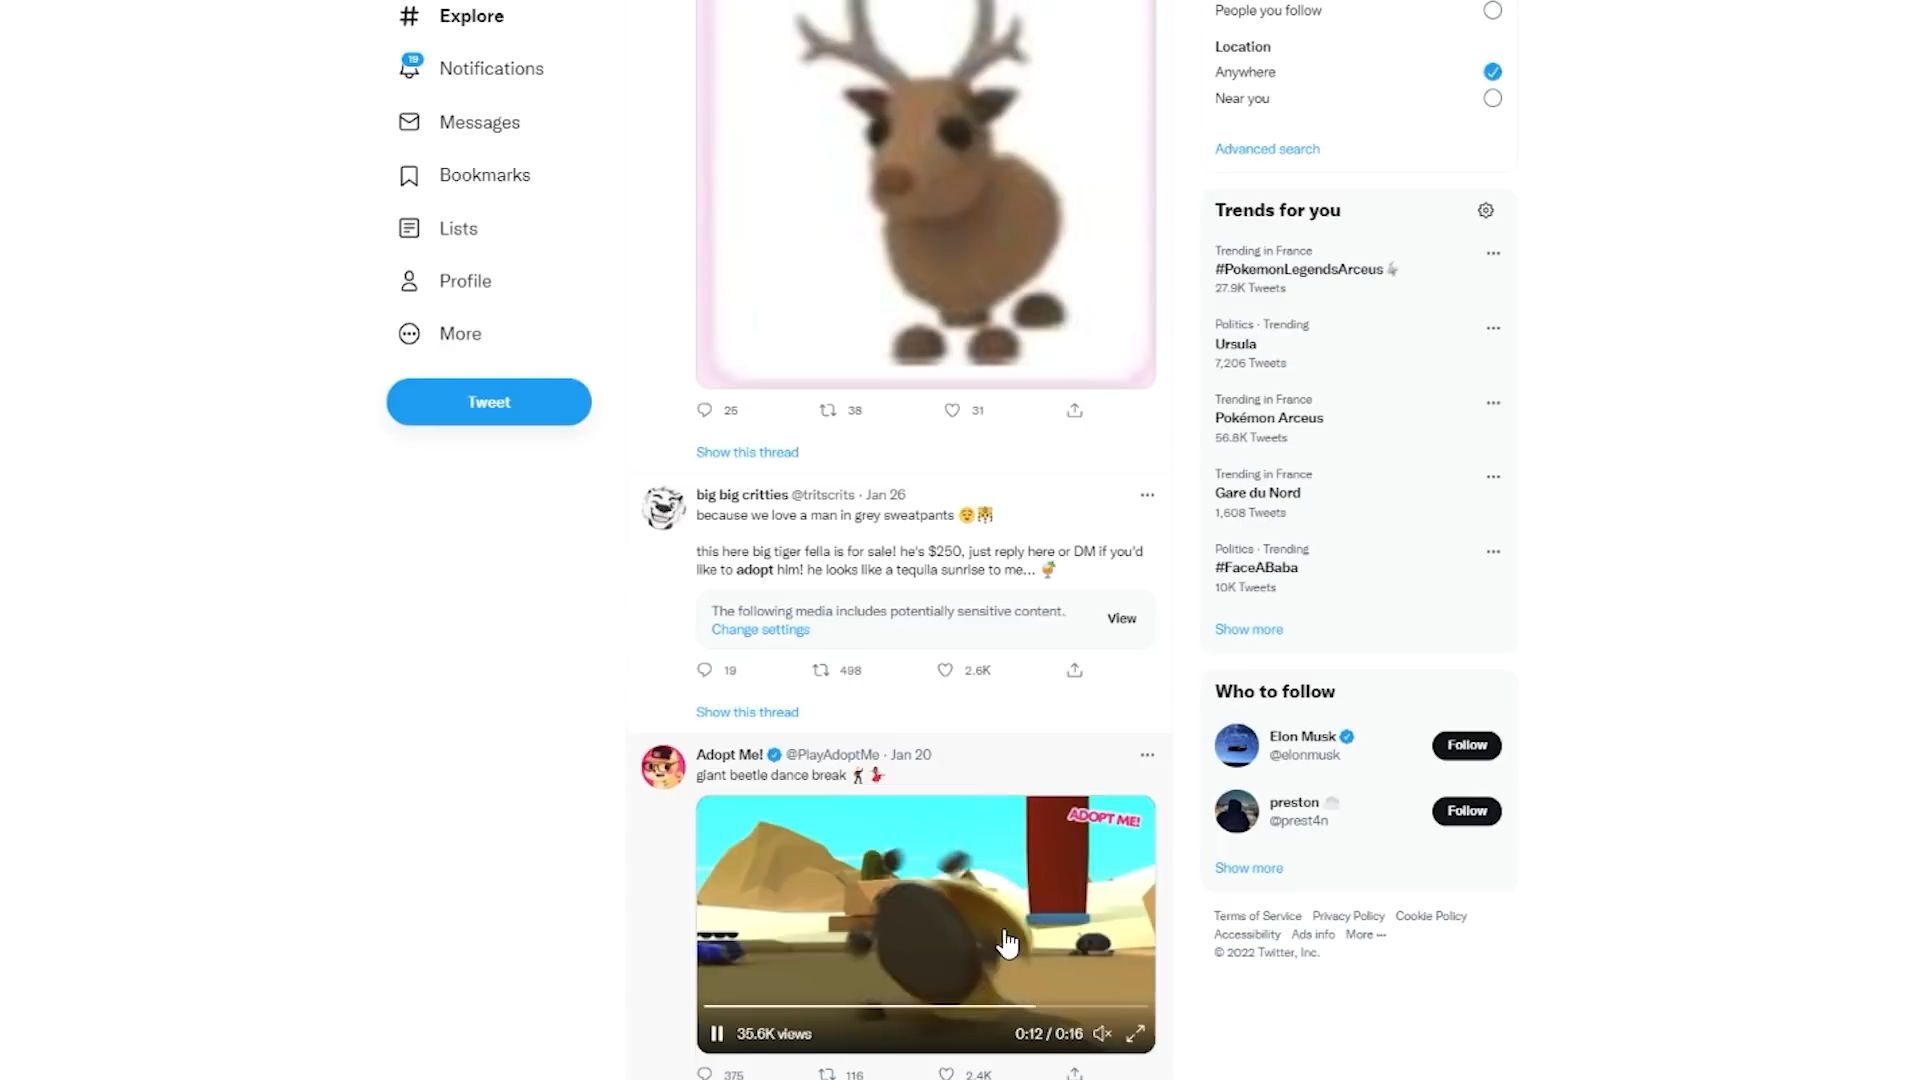 Explore
19
Notifications
Messages
Bookmarks
Lists
Profile
More
Tweet
25
38
31
Show this thread
big big critties @tritscrits · Jan 26
because we love a man in grey sweatpants
this here big tiger fella is for sale! he's $250, just reply here or DM if you'd
like to adopt him! he looks like a tequila sunrise to me...
The following media includes potentially sensitive content.
Change settings
View
19
498
2.6K
Show this thread
Adopt Me! @PlayAdoptMe · Jan 20
giant beetle dance break
ADOPT ME!
35.6K views
0:12 / 0:16
375
116
2.4K
People you follow
Location
Anywhere
Near you
Advanced search
Trends for you
Trending in France
#PokemonLegendsArceus
27.9K Tweets
Politics · Trending
Ursula
7,206 Tweets
Trending in France
Pokémon Arceus
56.8K Tweets
Trending in France
Gare du Nord
1,608 Tweets
Politics · Trending
#FaceABaba
10K Tweets
Show more
Who to follow
Elon Musk
@elonmusk
Follow
preston
@prest4n
Follow
Show more
Terms of Service Privacy Policy Cookie Policy
Accessibility Ads info More ···
© 2022 Twitter, Inc.